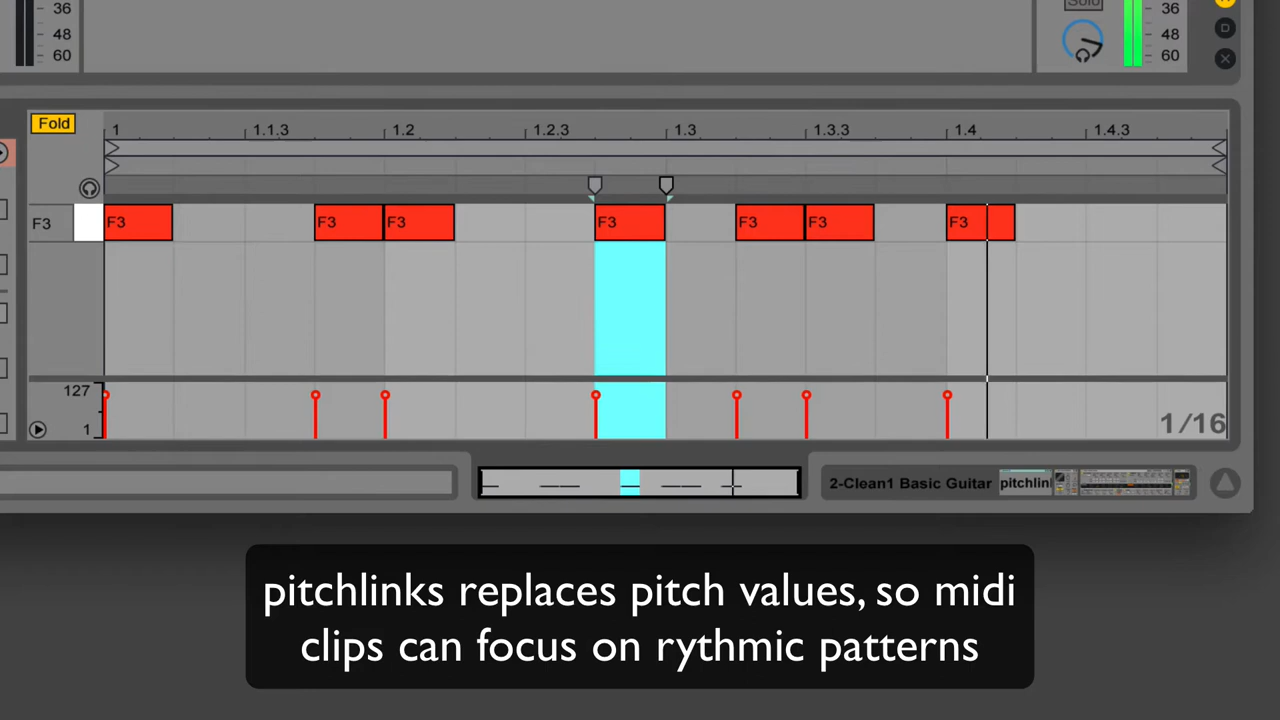 Solo
36
48
60
36
48
60
D
Fold
1
1.1.3
1.2
1.2.3
1.3
1.3.3
1.4
1.4.3
F3
F3
F3
F3
F3
F3
F3
F3
127
1
1/16
2-Clean1 Basic Guitar
pitchlin
pitchlinks replaces pitch values, so midi
clips can focus on rythmic patterns